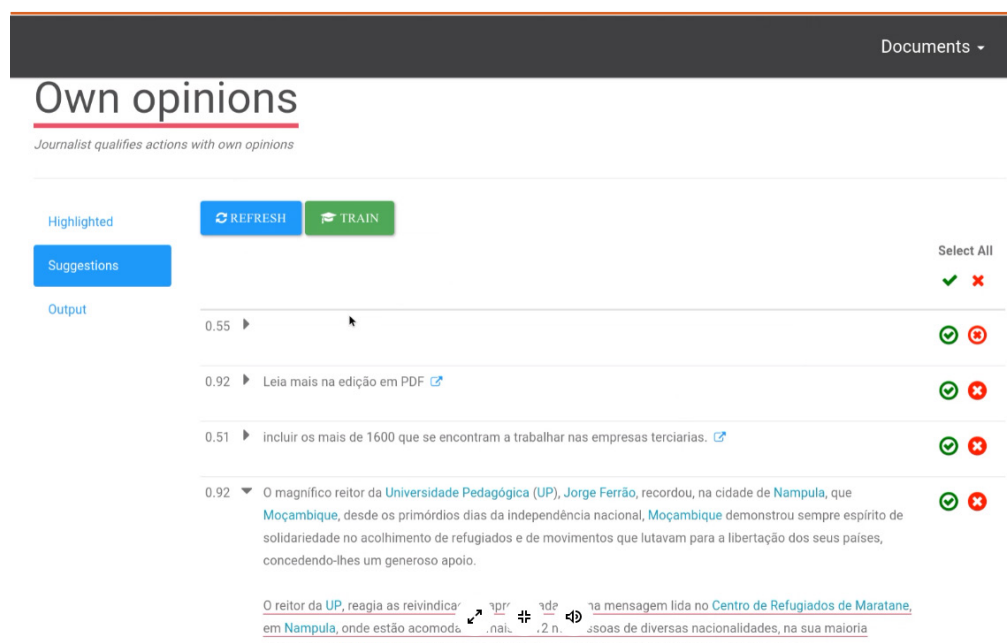 Documents
Own opinions
Journalist qualifies actions with own opinions
Highlighted
REFRESH
TRAIN
Suggestions
Select All
Output
0.55
0.92 Leia mais na edição em PDF
0.51 incluir os mais de 1600 que se encontram a trabalhar nas empresas terciarias.
0.92 O magnífico reitor da Universidade Pedagógica (UP), Jorge Ferrão, recordou, na cidade de Nampula, que
Moçambique, desde os primórdios dias da independência nacional, Moçambique demonstrou sempre espírito de
solidariedade no acolhimento de refugiados e de movimentos que lutavam para a libertação dos seus países,
concedendo-lhes um generoso apoio.
O reitor da UP, reagia as mensagem lida no Centro de Refugiados de Maratane,
em Nampula, onde estão de diversas nacionalidades, na sua maioria